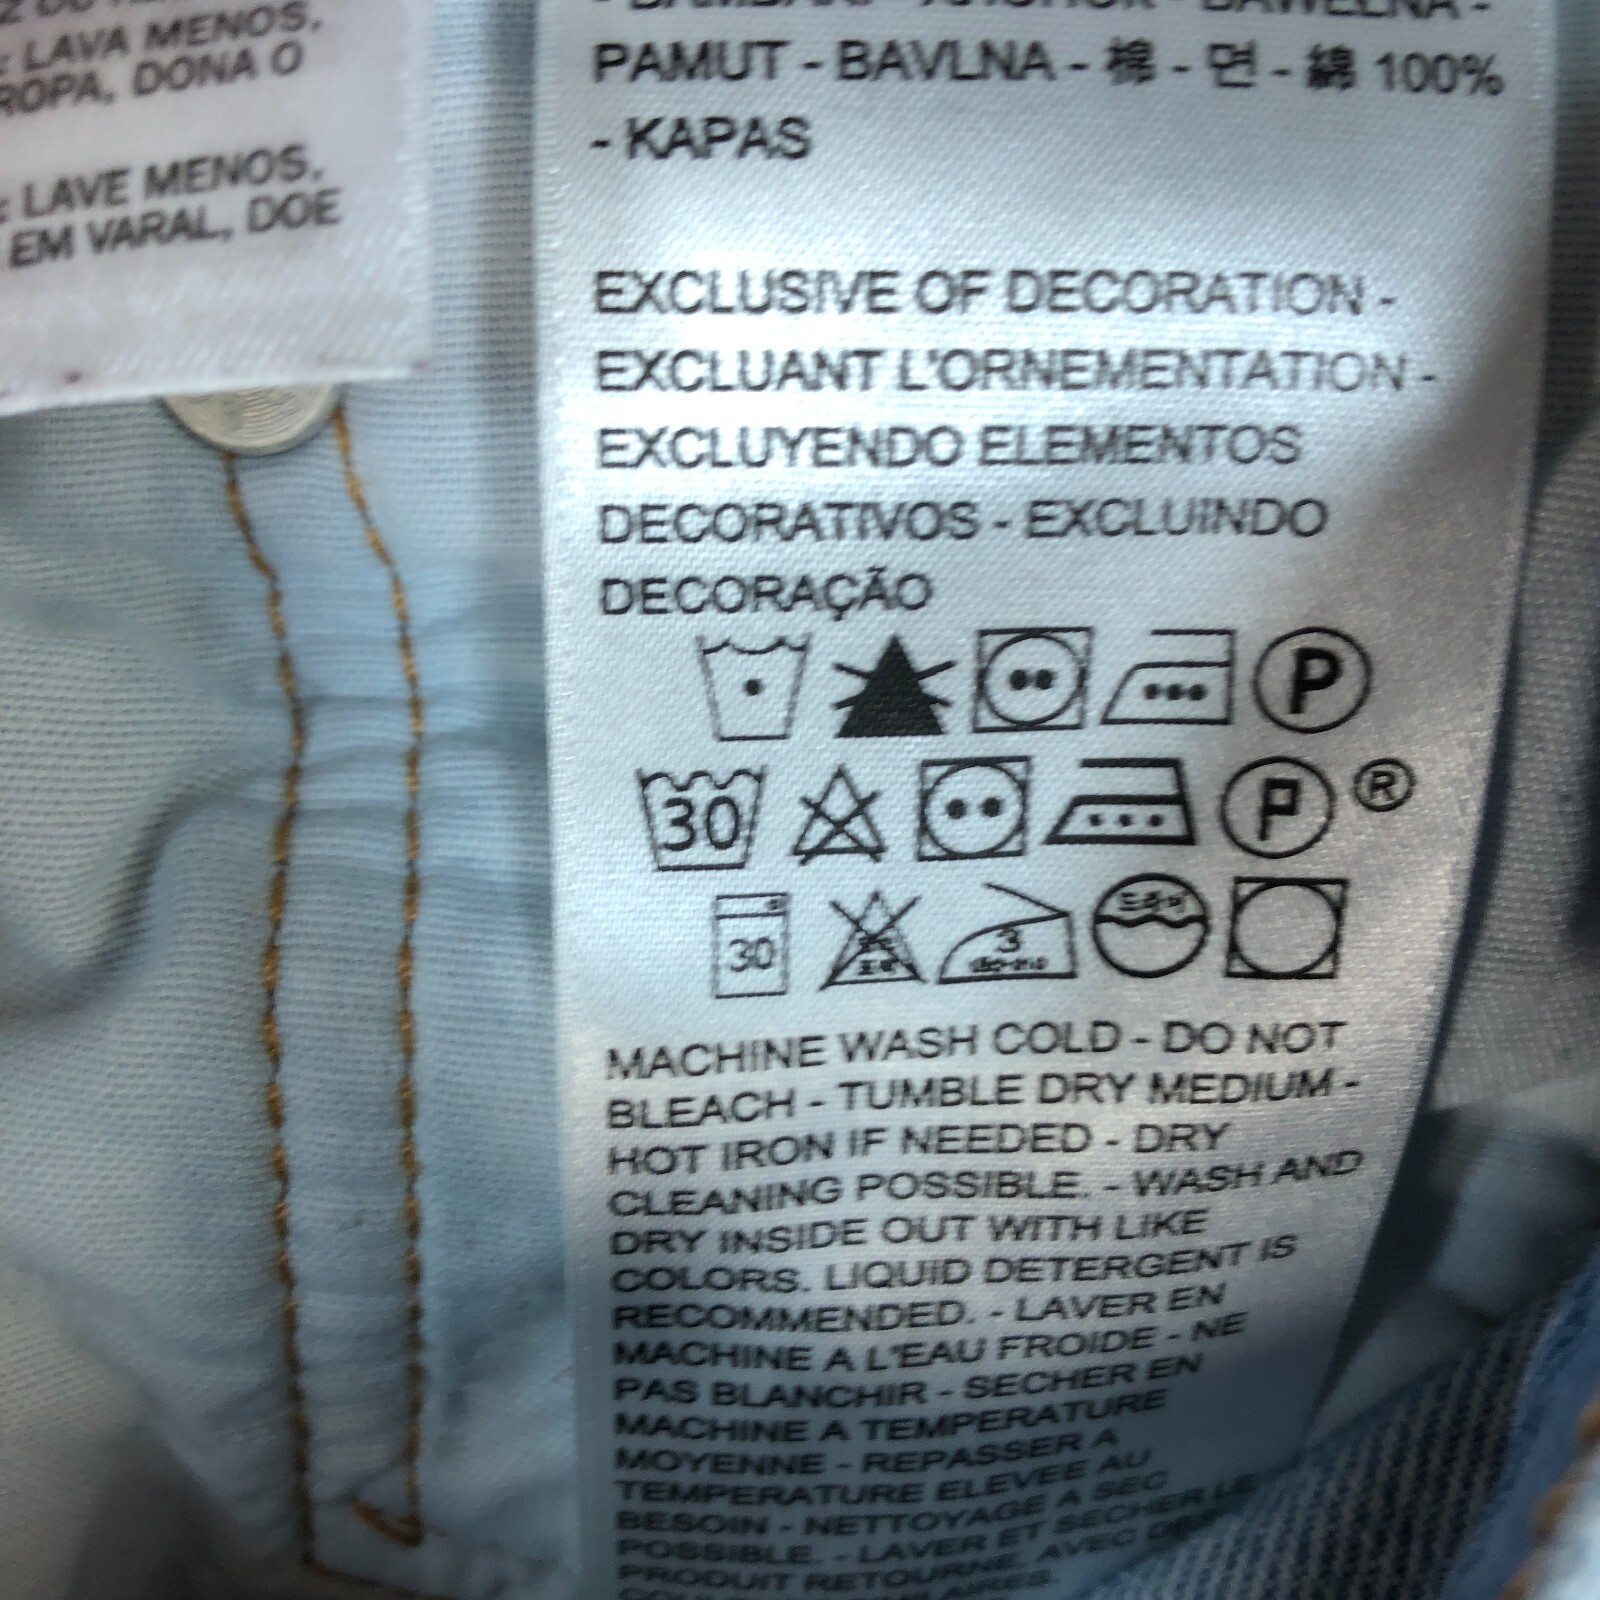 : LAVA MENOS,
ROPA, DONA O
: LAVE MENOS,
EM VARAL, DOE
PAMUT - BAVLNA - 棉 - 면 - 綿 100%
- KAPAS
EXCLUSIVE OF DECORATION -
EXCLUANT L'ORNEMENTATION -
EXCLUYENDO ELEMENTOS
DECORATIVOS - EXCLUINDO
DECORAÇÃO
P
30 P ®
30 3 드라이
MACHINE WASH COLD - DO NOT
BLEACH - TUMBLE DRY MEDIUM -
HOT IRON IF NEEDED - DRY
CLEANING POSSIBLE. - WASH AND
DRY INSIDE OUT WITH LIKE
COLORS. LIQUID DETERGENT IS
RECOMMENDED. - LAVER EN
MACHINE A L'EAU FROIDE - NE
PAS BLANCHIR - SECHER EN
MACHINE A TEMPERATURE
MOYENNE - REPASSER A
TEMPERATURE ELEVEE AU
BESOIN - NETTOYAGE A SEC
POSSIBLE. - LAVER ET SECHER LE
PRODUIT RETOURNE, AVEC